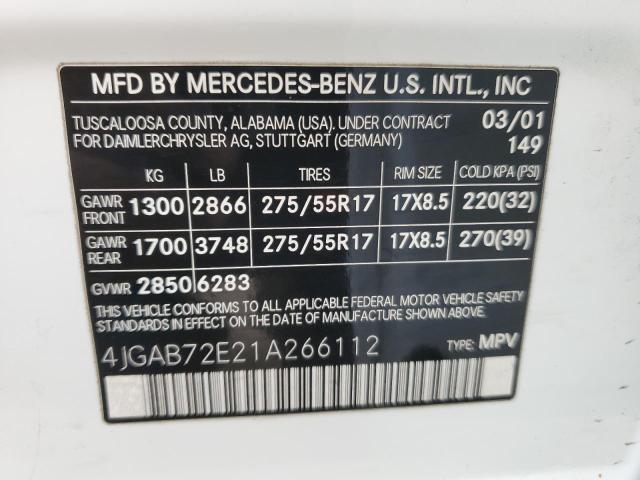 MFD BY MERCEDES-BENZ U.S. INTL., INC
TUSCALOOSA COUNTY, ALABAMA (USA). UNDER CONTRACT 03/01
FOR DAIMLERCHRYSLER AG, STUTTGART (GERMANY) 149
KG LB TIRES RIM SIZE COLD KPA (PSI)
GAWR FRONT 1300 2866 275/55R17 17X8.5 220(32)
GAWR REAR 1700 3748 275/55R17 17X8.5 270(39)
GVWR 2850 6283
THIS VEHICLE CONFORMS TO ALL APPLICABLE FEDERAL MOTOR VEHICLE SAFETY
STANDARDS IN EFFECT ON THE DATE OF MANUFACTURE SHOWN ABOVE.
4JGAB72E21A266112 TYPE: MPV